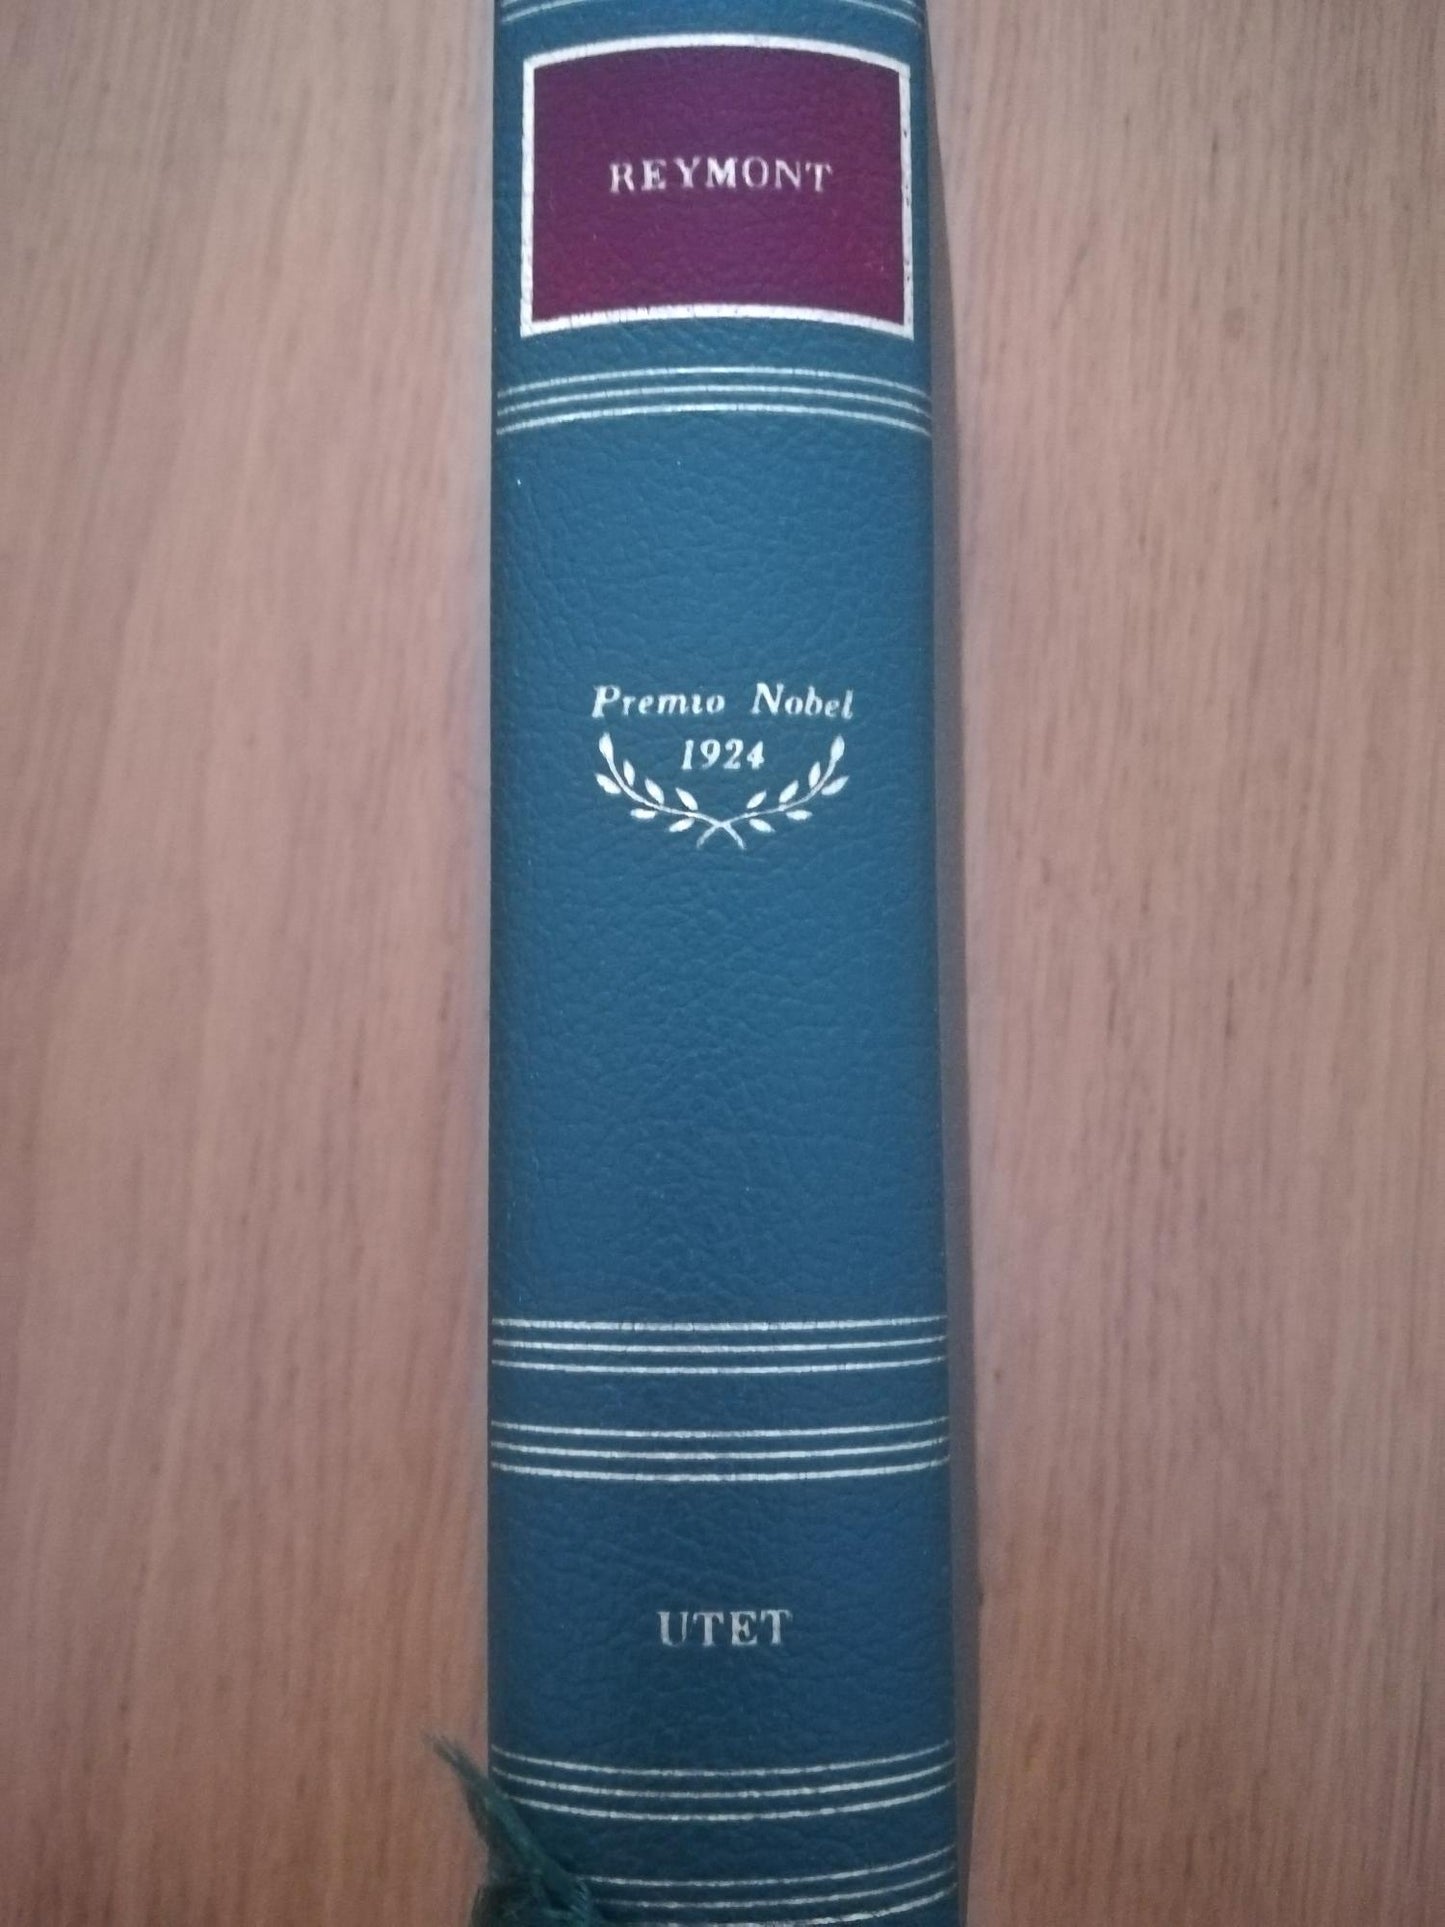 REYMONT
Premio Nobel
1924
UTET